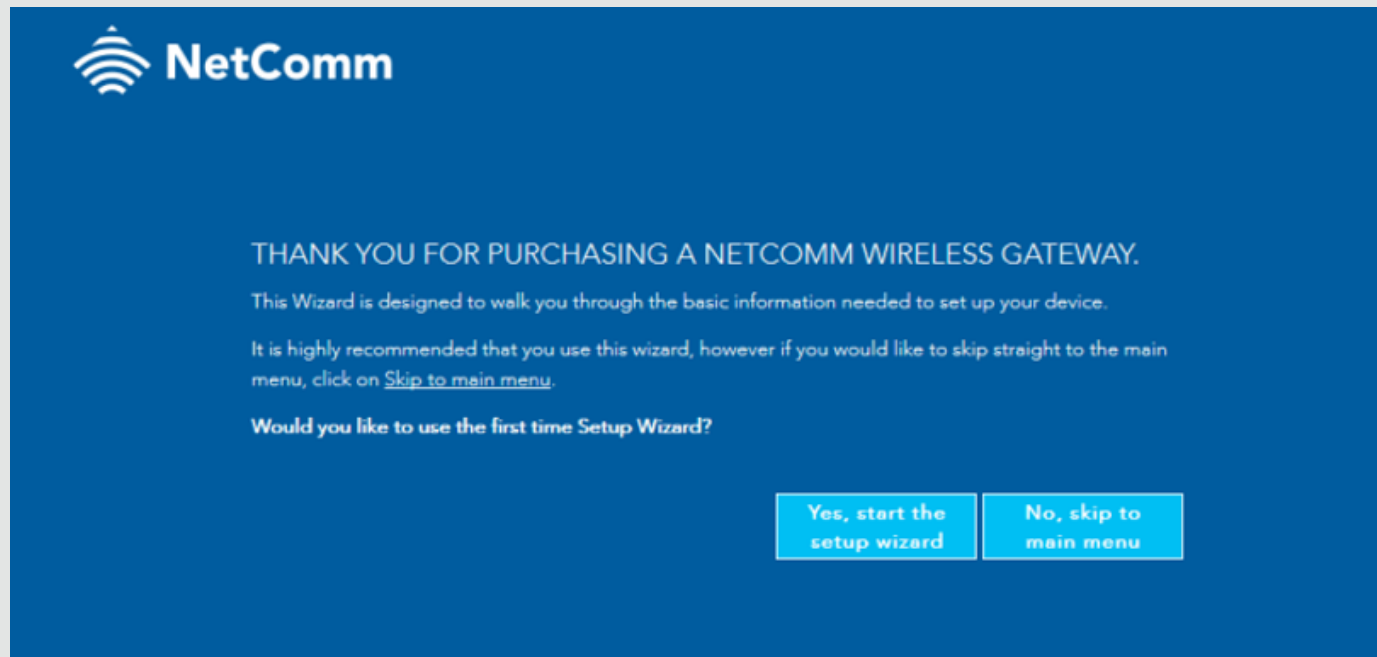 NetComm
THANK YOU FOR PURCHASING A NETCOMM WIRELESS GATEWAY.
This Wizard is designed to walk you through the basic information needed to set up your device.
It is highly recommended that you use this wizard, however if you would like to skip straight to the main
menu, click on Skip to main menu.
Would you like to use the first time Setup Wizard?
Yes, start the
setup wizard
No, skip to
main menu